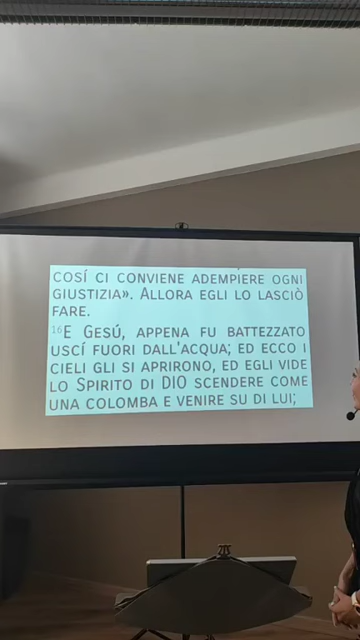 COSÍ CI CONVIENE ADEMPIERE OGNI
GIUSTIZIA». ALLORA EGLI LO LASCIÒ
FARE.
16E GESÚ, APPENA FU BATTEZZATO
USCÍ FUORI DALL'ACQUA; ED ECCO I
CIELI GLI SI APRIRONO, ED EGLI VIDE
LO SPIRITO DI DIO SCENDERE COME
UNA COLOMBA E VENIRE SU DI LUI;